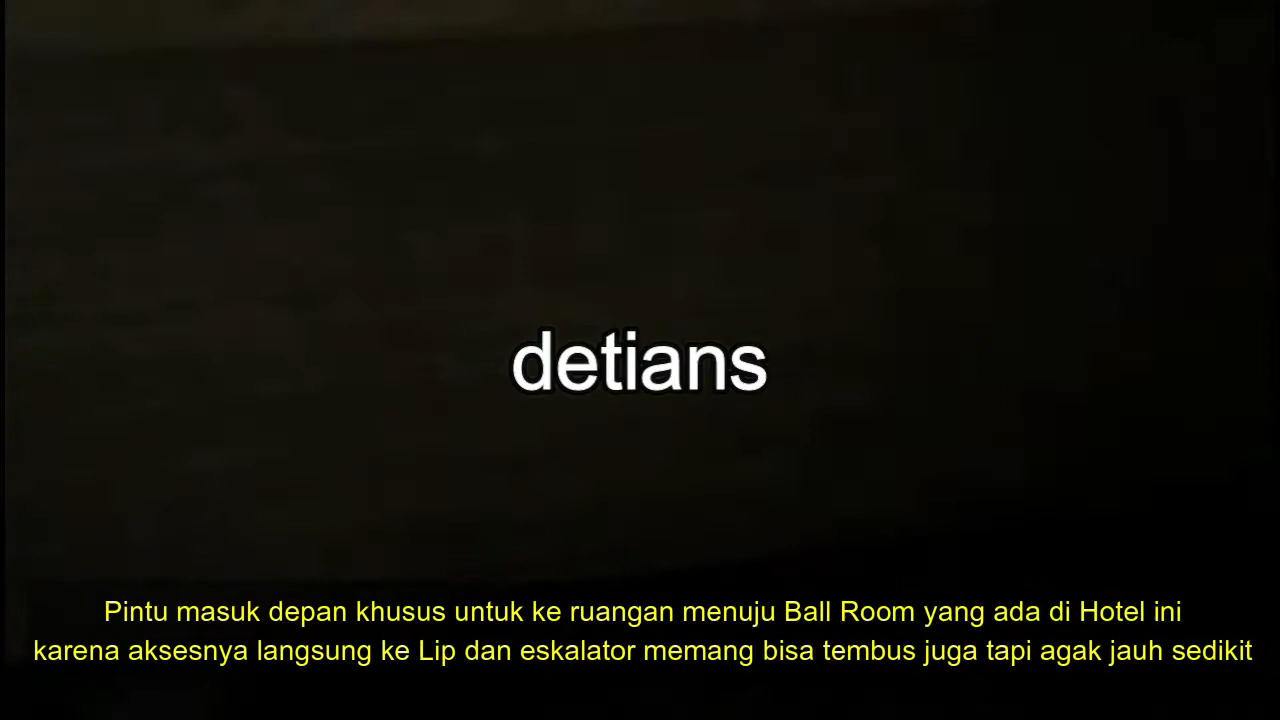 detians
Pintu masuk depan khusus untuk ke ruangan menuju Ball Room yang ada di Hotel ini
karena aksesnya langsung ke Lip dan eskalator memang bisa tembus juga tapi agak jauh sedikit